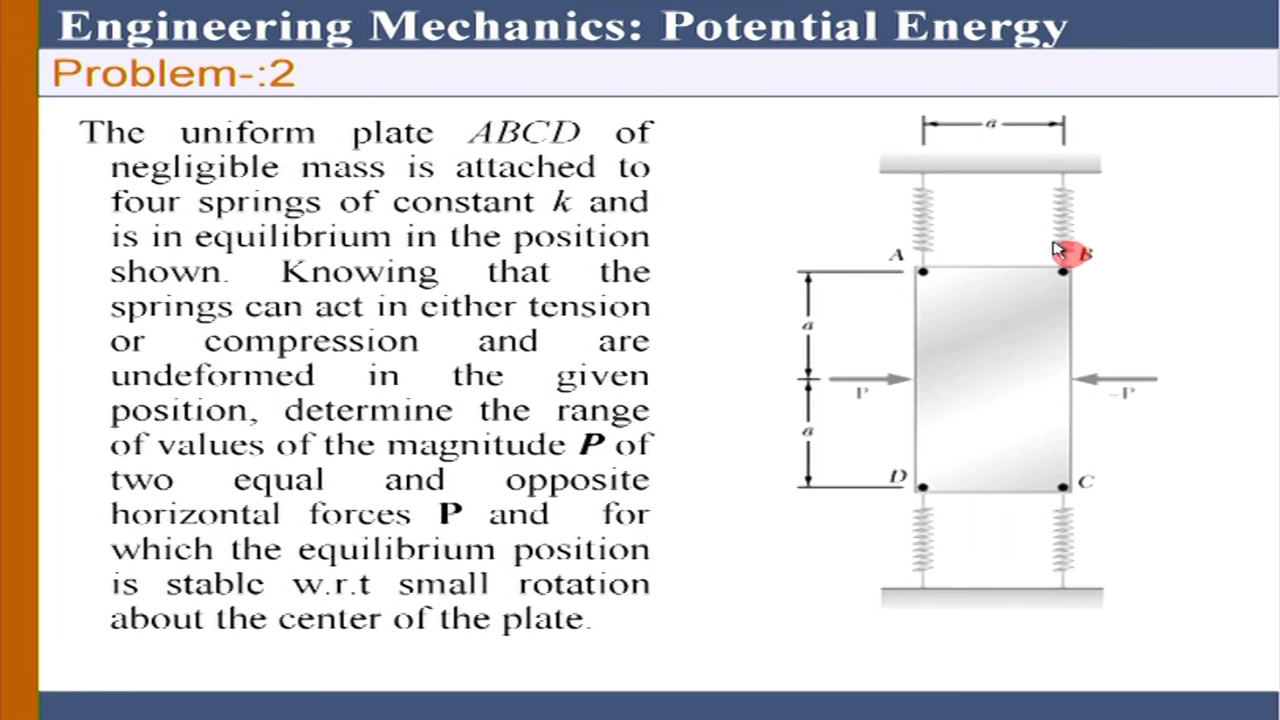 Engineering Mechanics: Potential Energy
Problem-:2
The uniform plate ABCD of
negligible mass is attached to
four springs of constant k and
is in equilibrium in the position
shown. Knowing that the
springs can act in either tension
or compression and are
undeformed in the given
position, determine the range
of values of the magnitude P of
two equal and opposite
horizontal forces P and for
which the equilibrium position
is stable w.r.t small rotation
about the center of the plate.
a
A
B
a
P
–P
a
D
C